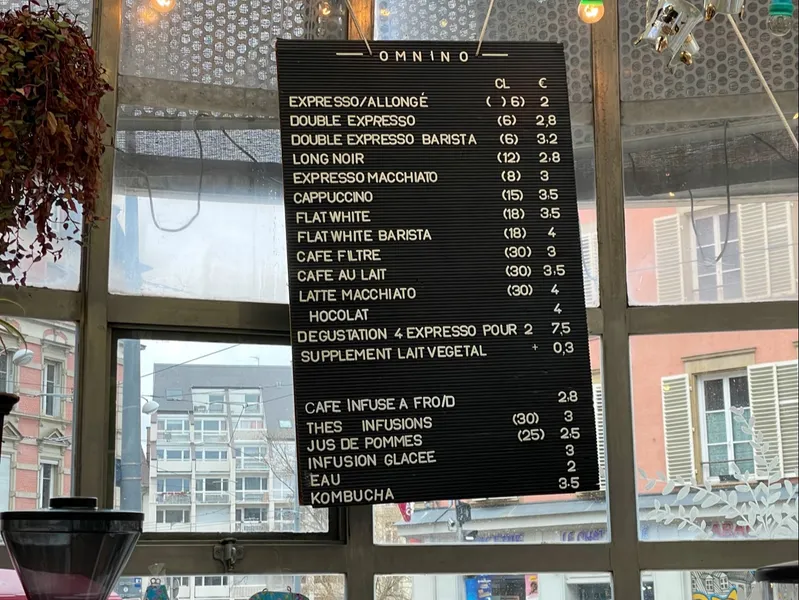 OMNINO
CL €
EXPRESSO/ALLONGÉ ( )6) 2
DOUBLE EXPRESSO (6) 2,8
DOUBLE EXPRESSO BARISTA (6) 3.2
LONG NOIR (12) 2.8
EXPRESSO MACCHIATO (8) 3
CAPPUCCINO (15) 3.5
FLAT WHITE (18) 3.5
FLAT WHITE BARISTA (18) 4
CAFE FILTRE (30) 3
CAFE AU LAIT (30) 3,5
LATTE MACCHIATO (30) 4
HOCOLAT 4
DEGUSTATION 4 EXPRESSO POUR 2 7,5
SUPPLEMENT LAIT VEGETAL + 0,3
CAFE INFUSE A FRO/D 2.8
THES INFUSIONS (30) 3
JUS DE POMMES (25) 2.5
INFUSION GLACEE 3
EAU 2
KOMBUCHA 3.5